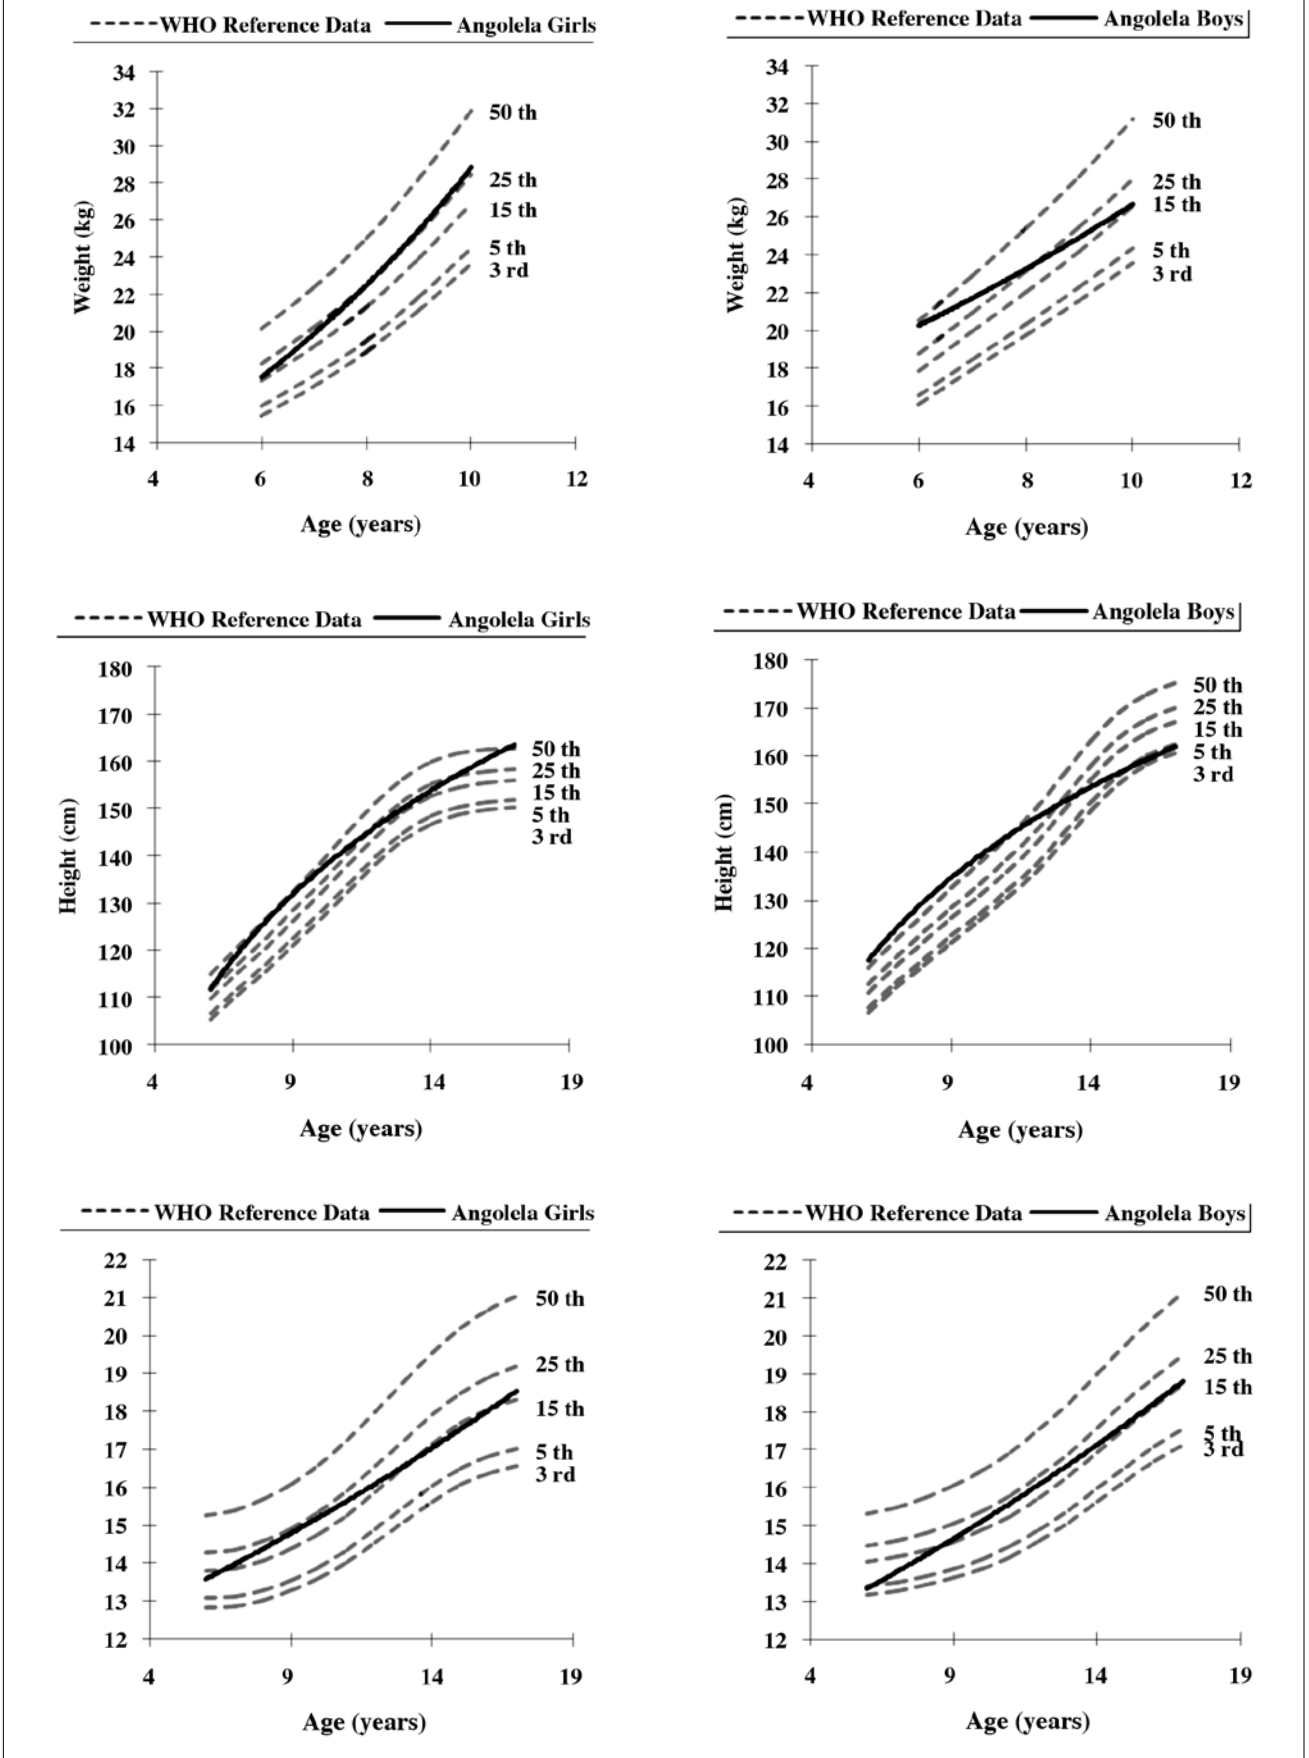 WHO Reference Data Angolela Girls
34
32
30
28
26
24
22
20
18
16
14
Weight (kg)
50 th
25 th
15 th
5 th
3 rd
4 6 8 10 12
Age (years)
WHO Reference Data Angolela Boys
34
32
30
28
26
24
22
20
18
16
14
Weight (kg)
50 th
25 th
15 th
5 th
3 rd
4 6 8 10 12
Age (years)
WHO Reference Data Angolela Girls
180
170
160
150
140
130
120
110
100
Height (cm)
50 th
25 th
15 th
5 th
3 rd
4 9 14 19
Age (years)
WHO Reference Data Angolela Boys
180
170
160
150
140
130
120
110
100
Height (cm)
50 th
25 th
15 th
5 th
3 rd
4 9 14 19
Age (years)
WHO Reference Data Angolela Girls
22
21
20
19
18
17
16
15
14
13
12
50 th
25 th
15 th
5 th
3 rd
4 9 14 19
Age (years)
WHO Reference Data Angolela Boys
22
21
20
19
18
17
16
15
14
13
12
50 th
25 th
15 th
5 th
3 rd
4 9 14 19
Age (years)